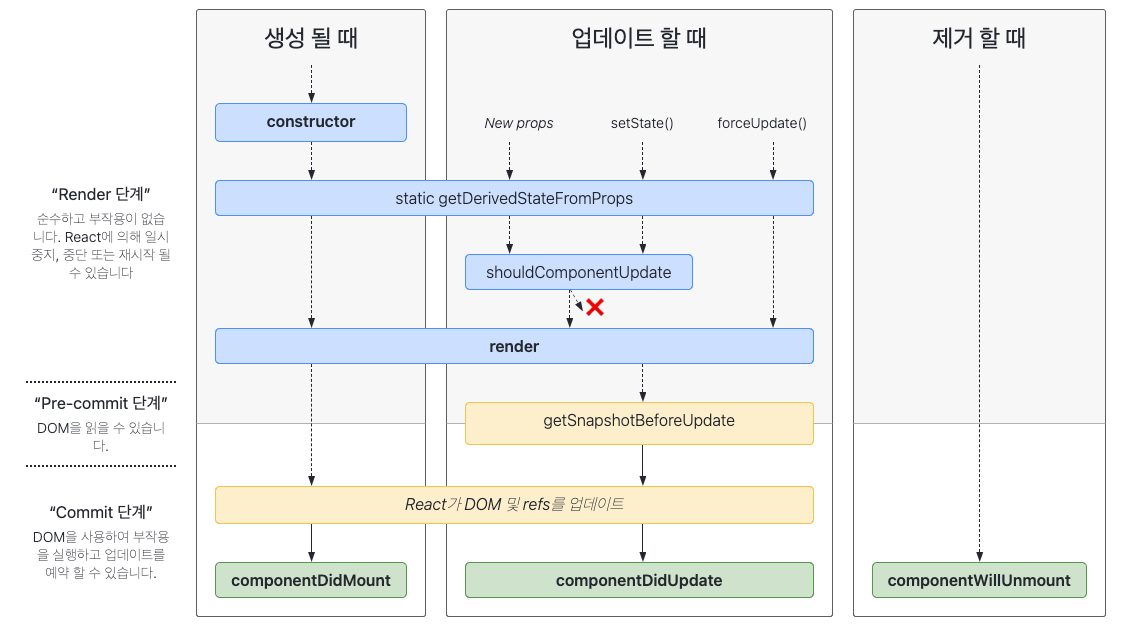 생성 될 때
업데이트 할 때
제거 할 때
constructor
New props
setState()
forceUpdate()
static getDerivedStateFromProps
shouldComponentUpdate
render
getSnapshotBeforeUpdate
React가 DOM 및 refs를 업데이트
componentDidMount
componentDidUpdate
componentWillUnmount
“Render 단계”
순수하고 부작용이 없습
니다. React에 의해 일시
중지, 중단 또는 재시작 될
수 있습니다
“Pre-commit 단계”
DOM을 읽을 수 있습니
다.
“Commit 단계”
DOM을 사용하여 부작용
을 실행하고 업데이트를
예약 할 수 있습니다.